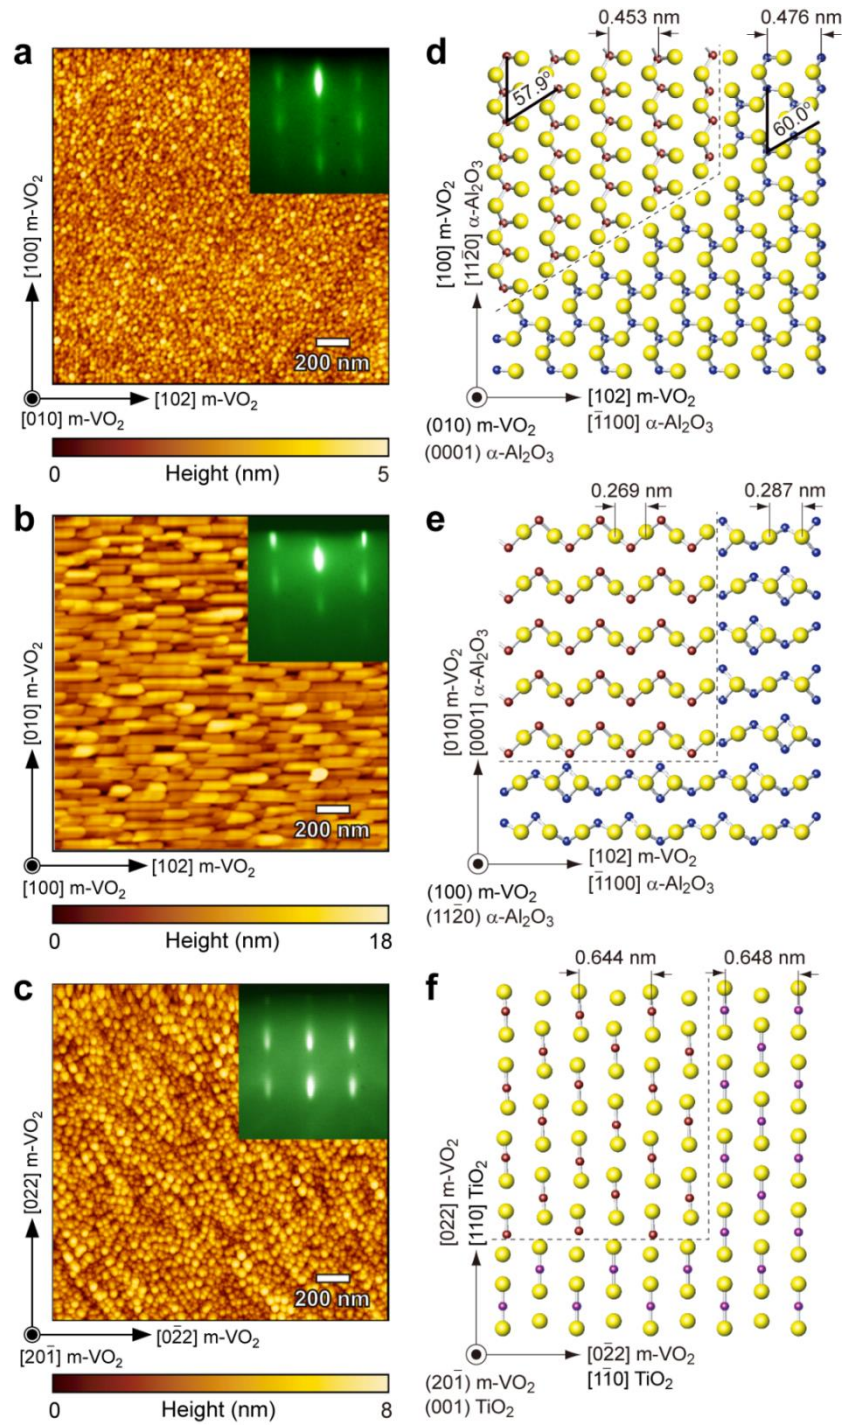 a
[100] m-VO₂
200 nm
[010] m-VO₂
[102] m-VO₂
0
5
Height (nm)
d
0.453 nm
0.476 nm
57.9°
60.0°
[100] m-VO₂
[112̄0] α-Al₂O₃
[102] m-VO₂
[1̄100] α-Al₂O₃
(010) m-VO₂
(0001) α-Al₂O₃
b
[010] m-VO₂
200 nm
[102] m-VO₂
[100] m-VO₂
0
18
Height (nm)
e
0.269 nm
0.287 nm
[010] m-VO₂
[0001] α-Al₂O₃
[102] m-VO₂
[1̄100] α-Al₂O₃
(100) m-VO₂
(112̄0) α-Al₂O₃
c
[022] m-VO₂
200 nm
[02̄2] m-VO₂
[201̄] m-VO₂
0
8
Height (nm)
f
0.644 nm
0.648 nm
[022] m-VO₂
[110] TiO₂
[02̄2] m-VO₂
[11̄0] TiO₂
(201̄) m-VO₂
(001) TiO₂